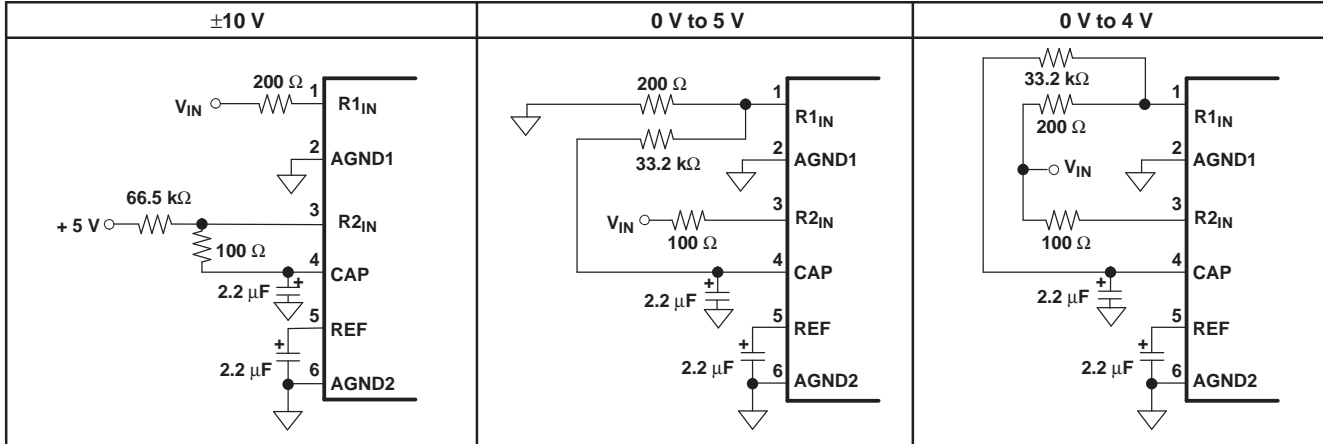 ±10 V
200 Ω
1
V_IN
R1_IN
2
AGND1
66.5 kΩ
3
+ 5 V
R2_IN
100 Ω
4
CAP
+
2.2 μF
5
REF
+
2.2 μF
6
AGND2
0 V to 5 V
200 Ω
1
R1_IN
33.2 kΩ
2
AGND1
3
V_IN
R2_IN
100 Ω
4
CAP
+
2.2 μF
5
REF
+
2.2 μF
6
AGND2
0 V to 4 V
33.2 kΩ
1
R1_IN
200 Ω
2
AGND1
V_IN
3
R2_IN
100 Ω
4
CAP
+
2.2 μF
5
REF
+
2.2 μF
6
AGND2